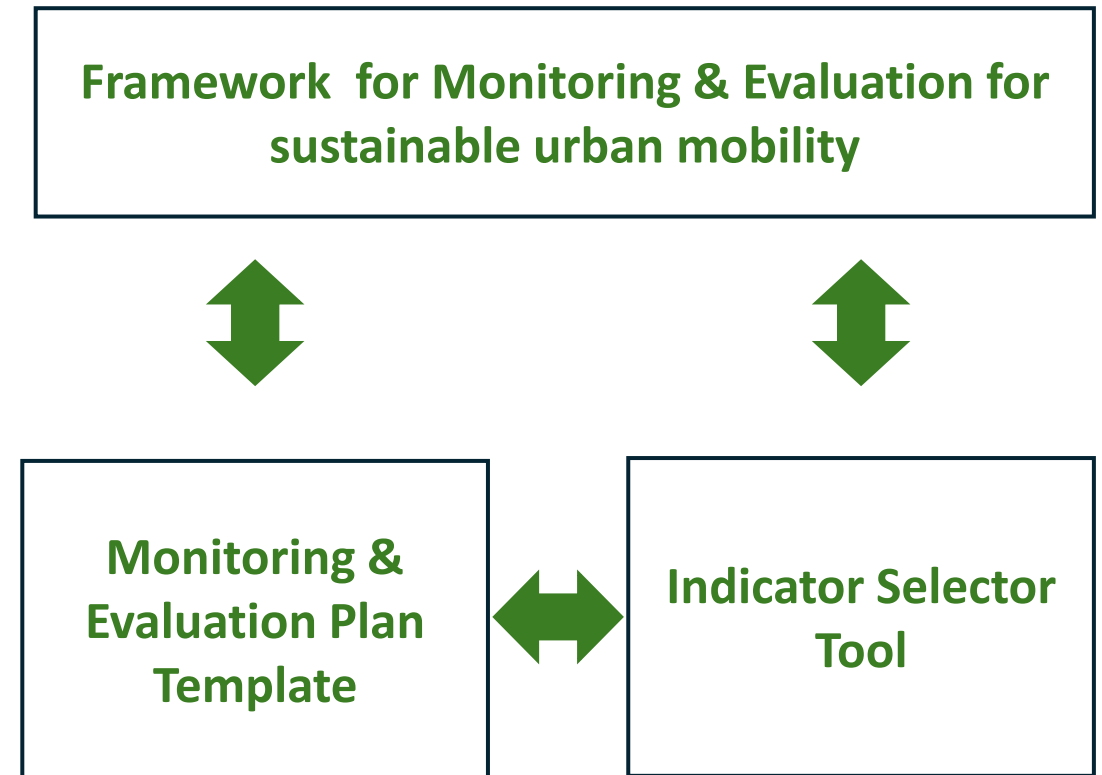 Framework  for Monitoring & Evaluation for
sustainable urban mobility
Monitoring &
Evaluation Plan
Template
Indicator Selector
Tool